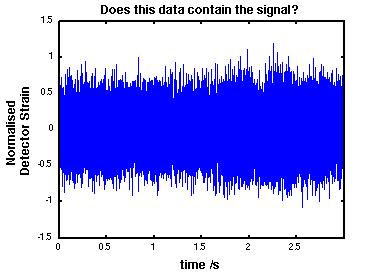 Does this data contain the signal?
1.5
1
0.5
0
-0.5
-1
-1.5
Normalised
Detector Strain
0 0.5 1 1.5 2 2.5
time /s